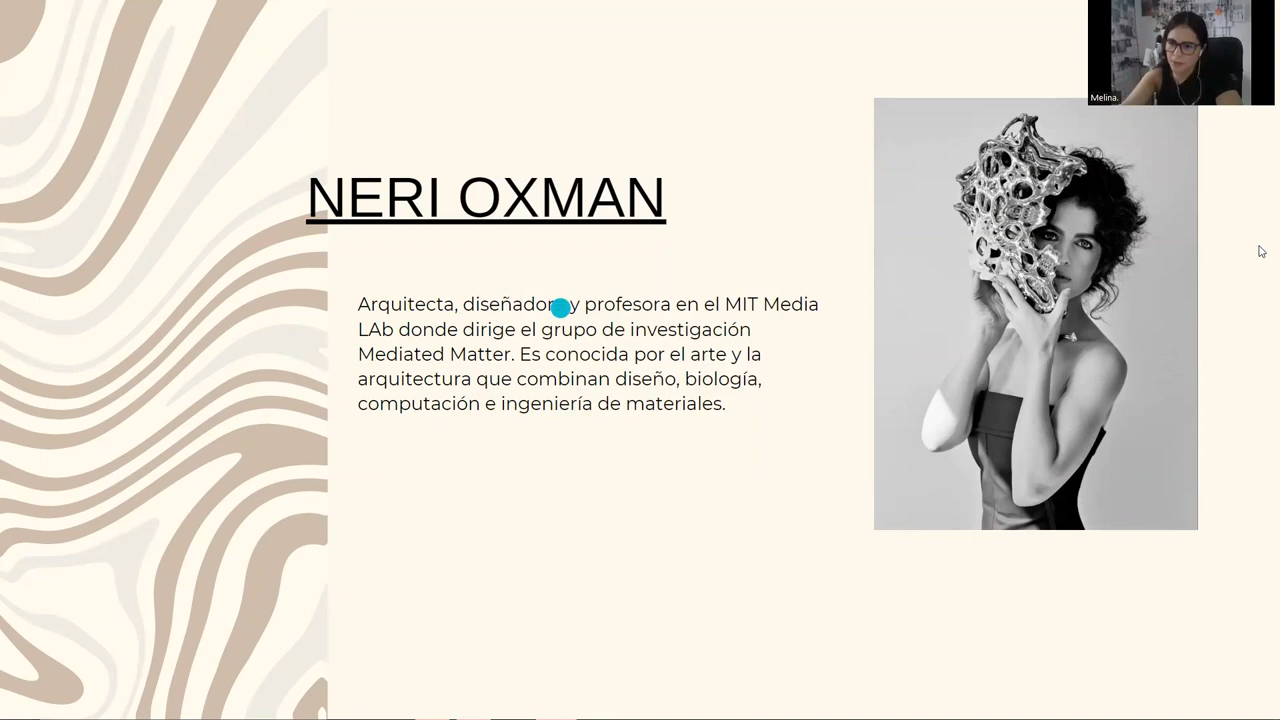 Melina.
NERI OXMAN
Arquitecta, diseñadora y profesora en el MIT Media
LAb donde dirige el grupo de investigación
Mediated Matter. Es conocida por el arte y la
arquitectura que combinan diseño, biología,
computación e ingeniería de materiales.